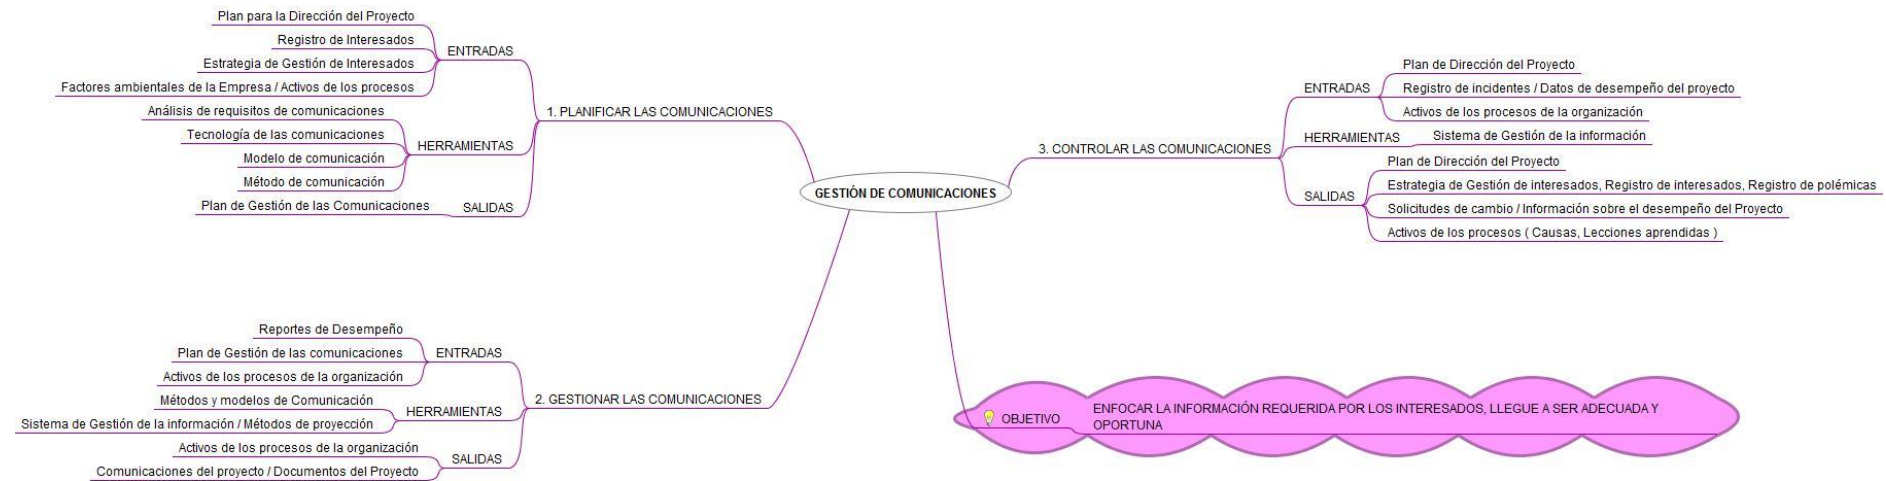 GESTIÓN DE COMUNICACIONES
1. PLANIFICAR LAS COMUNICACIONES
ENTRADAS
Plan para la Dirección del Proyecto
Registro de Interesados
Estrategia de Gestión de Interesados
Factores ambientales de la Empresa / Activos de los procesos
HERRAMIENTAS
Análisis de requisitos de comunicaciones
Tecnología de las comunicaciones
Modelo de comunicación
Método de comunicación
SALIDAS
Plan de Gestión de las Comunicaciones
2. GESTIONAR LAS COMUNICACIONES
ENTRADAS
Reportes de Desempeño
Plan de Gestión de las comunicaciones
Activos de los procesos de la organización
HERRAMIENTAS
Métodos y modelos de Comunicación
Sistema de Gestión de la información / Métodos de proyección
SALIDAS
Activos de los procesos de la organización
Comunicaciones del proyecto / Documentos del Proyecto
3. CONTROLAR LAS COMUNICACIONES
ENTRADAS
Plan de Dirección del Proyecto
Registro de incidentes / Datos de desempeño del proyecto
Activos de los procesos de la organización
HERRAMIENTAS
Sistema de Gestión de la información
SALIDAS
Plan de Dirección del Proyecto
Estrategia de Gestión de interesados, Registro de interesados, Registro de polémicas
Solicitudes de cambio / Información sobre el desempeño del Proyecto
Activos de los procesos ( Causas, Lecciones aprendidas )
OBJETIVO
ENFOCAR LA INFORMACIÓN REQUERIDA POR LOS INTERESADOS, LLEGUE A SER ADECUADA Y
OPORTUNA